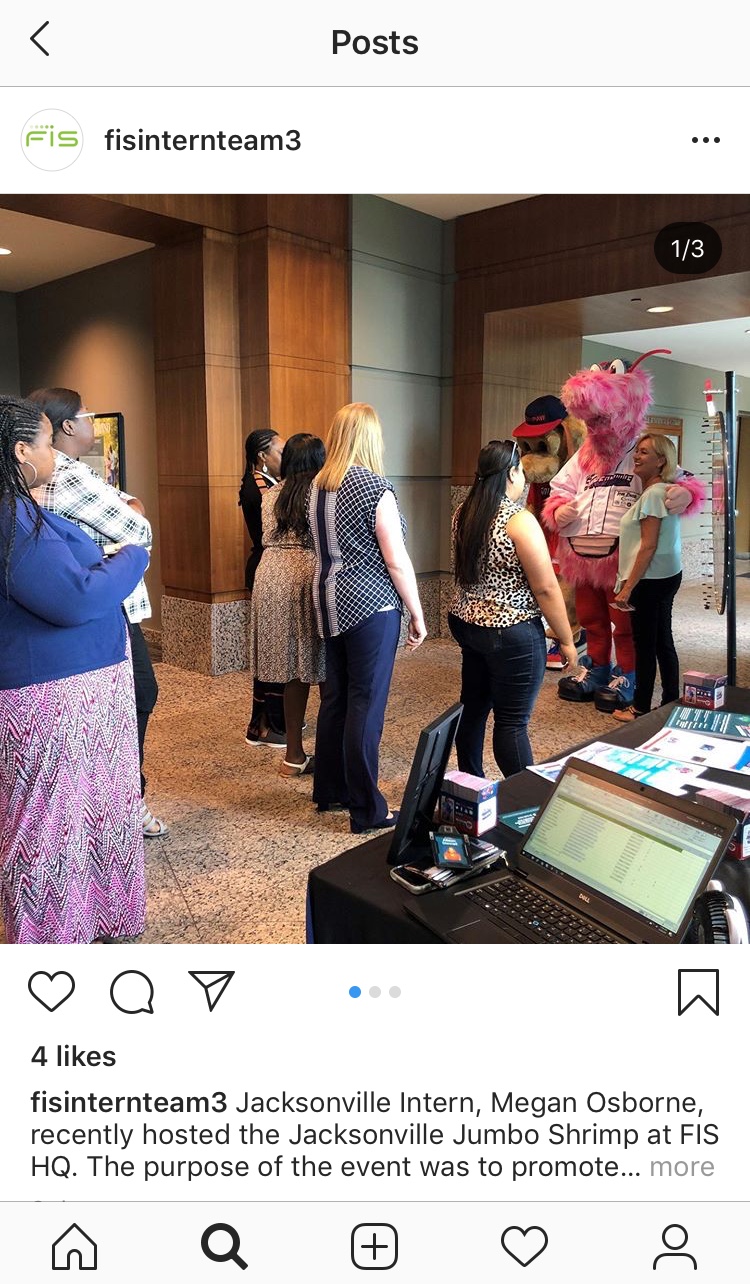 Posts
FIS
fisinternteam3
1/3
DELL
4 likes
fisinternteam3 Jacksonville Intern, Megan Osborne,
recently hosted the Jacksonville Jumbo Shrimp at FIS
HQ. The purpose of the event was to promote... more